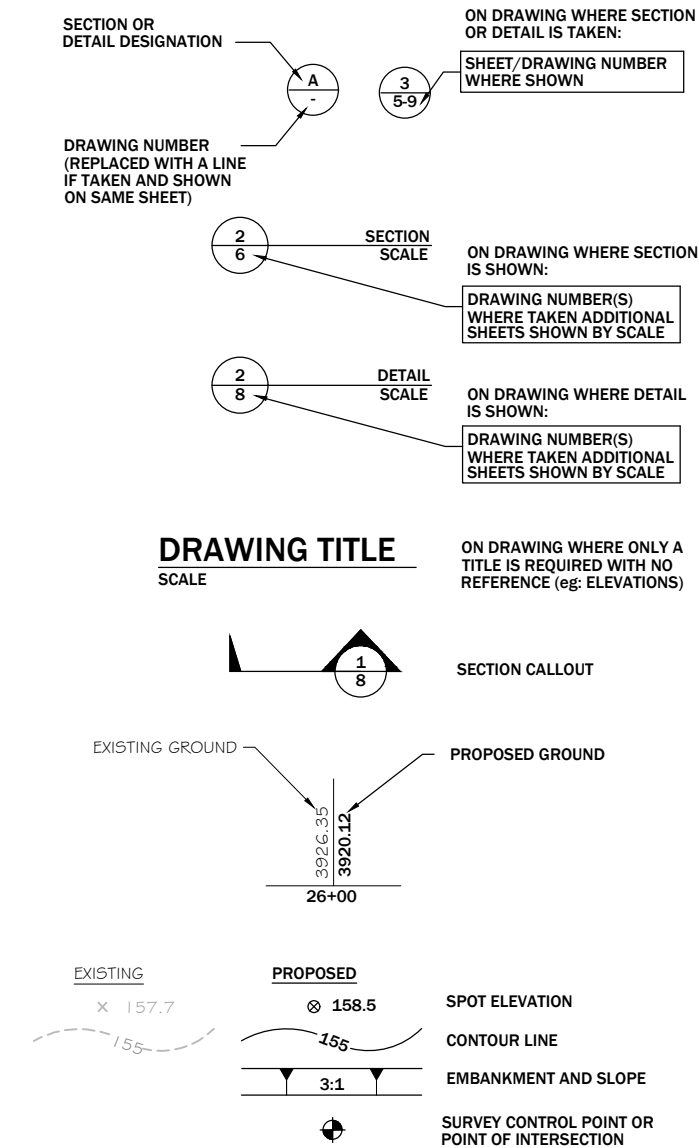 SECTION OR
DETAIL DESIGNATION
A
-
DRAWING NUMBER
(REPLACED WITH A LINE
IF TAKEN AND SHOWN
ON SAME SHEET)
ON DRAWING WHERE SECTION
OR DETAIL IS TAKEN:
3
5-9
SHEET/DRAWING NUMBER
WHERE SHOWN
2
6
SECTION
SCALE
ON DRAWING WHERE SECTION
IS SHOWN:
DRAWING NUMBER(S)
WHERE TAKEN ADDITIONAL
SHEETS SHOWN BY SCALE
2
8
DETAIL
SCALE
ON DRAWING WHERE DETAIL
IS SHOWN:
DRAWING NUMBER(S)
WHERE TAKEN ADDITIONAL
SHEETS SHOWN BY SCALE
DRAWING TITLE
SCALE
ON DRAWING WHERE ONLY A
TITLE IS REQUIRED WITH NO
REFERENCE (eg: ELEVATIONS)
1
8
SECTION CALLOUT
EXISTING GROUND
PROPOSED GROUND
3926.35
3920.12
26+00
EXISTING
PROPOSED
157.7
158.5
SPOT ELEVATION
155
155
CONTOUR LINE
3:1
EMBANKMENT AND SLOPE
SURVEY CONTROL POINT OR
POINT OF INTERSECTION